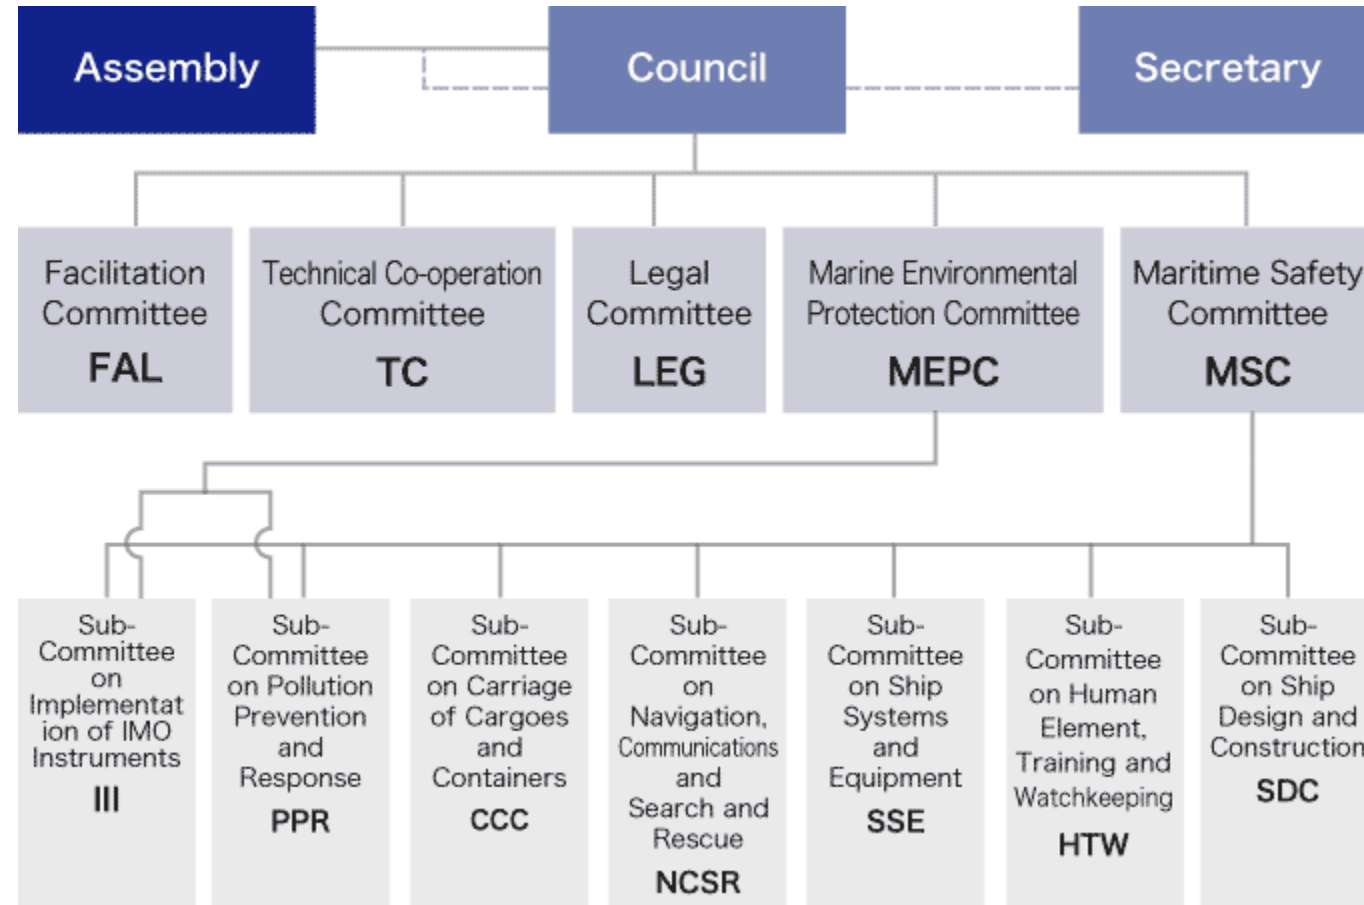 Assembly
Council
Secretary
Facilitation
Committee
FAL
Technical Co-operation
Committee
TC
Legal
Committee
LEG
Marine Environmental
Protection Committee
MEPC
Maritime Safety
Committee
MSC
Sub-
Committee
on
Implementat
ion of IMO
Instruments
III
Sub-
Committee
on Pollution
Prevention
and
Response
PPR
Sub-
Committee
on Carriage
of Cargoes
and
Containers
CCC
Sub-
Committee
on
Navigation,
Communications
and
Search and
Rescue
NCSR
Sub-
Committee
on Ship
Systems
and
Equipment
SSE
Sub-
Committee
on Human
Element,
Training and
Watchkeeping
HTW
Sub-
Committee
on Ship
Design and
Construction
SDC